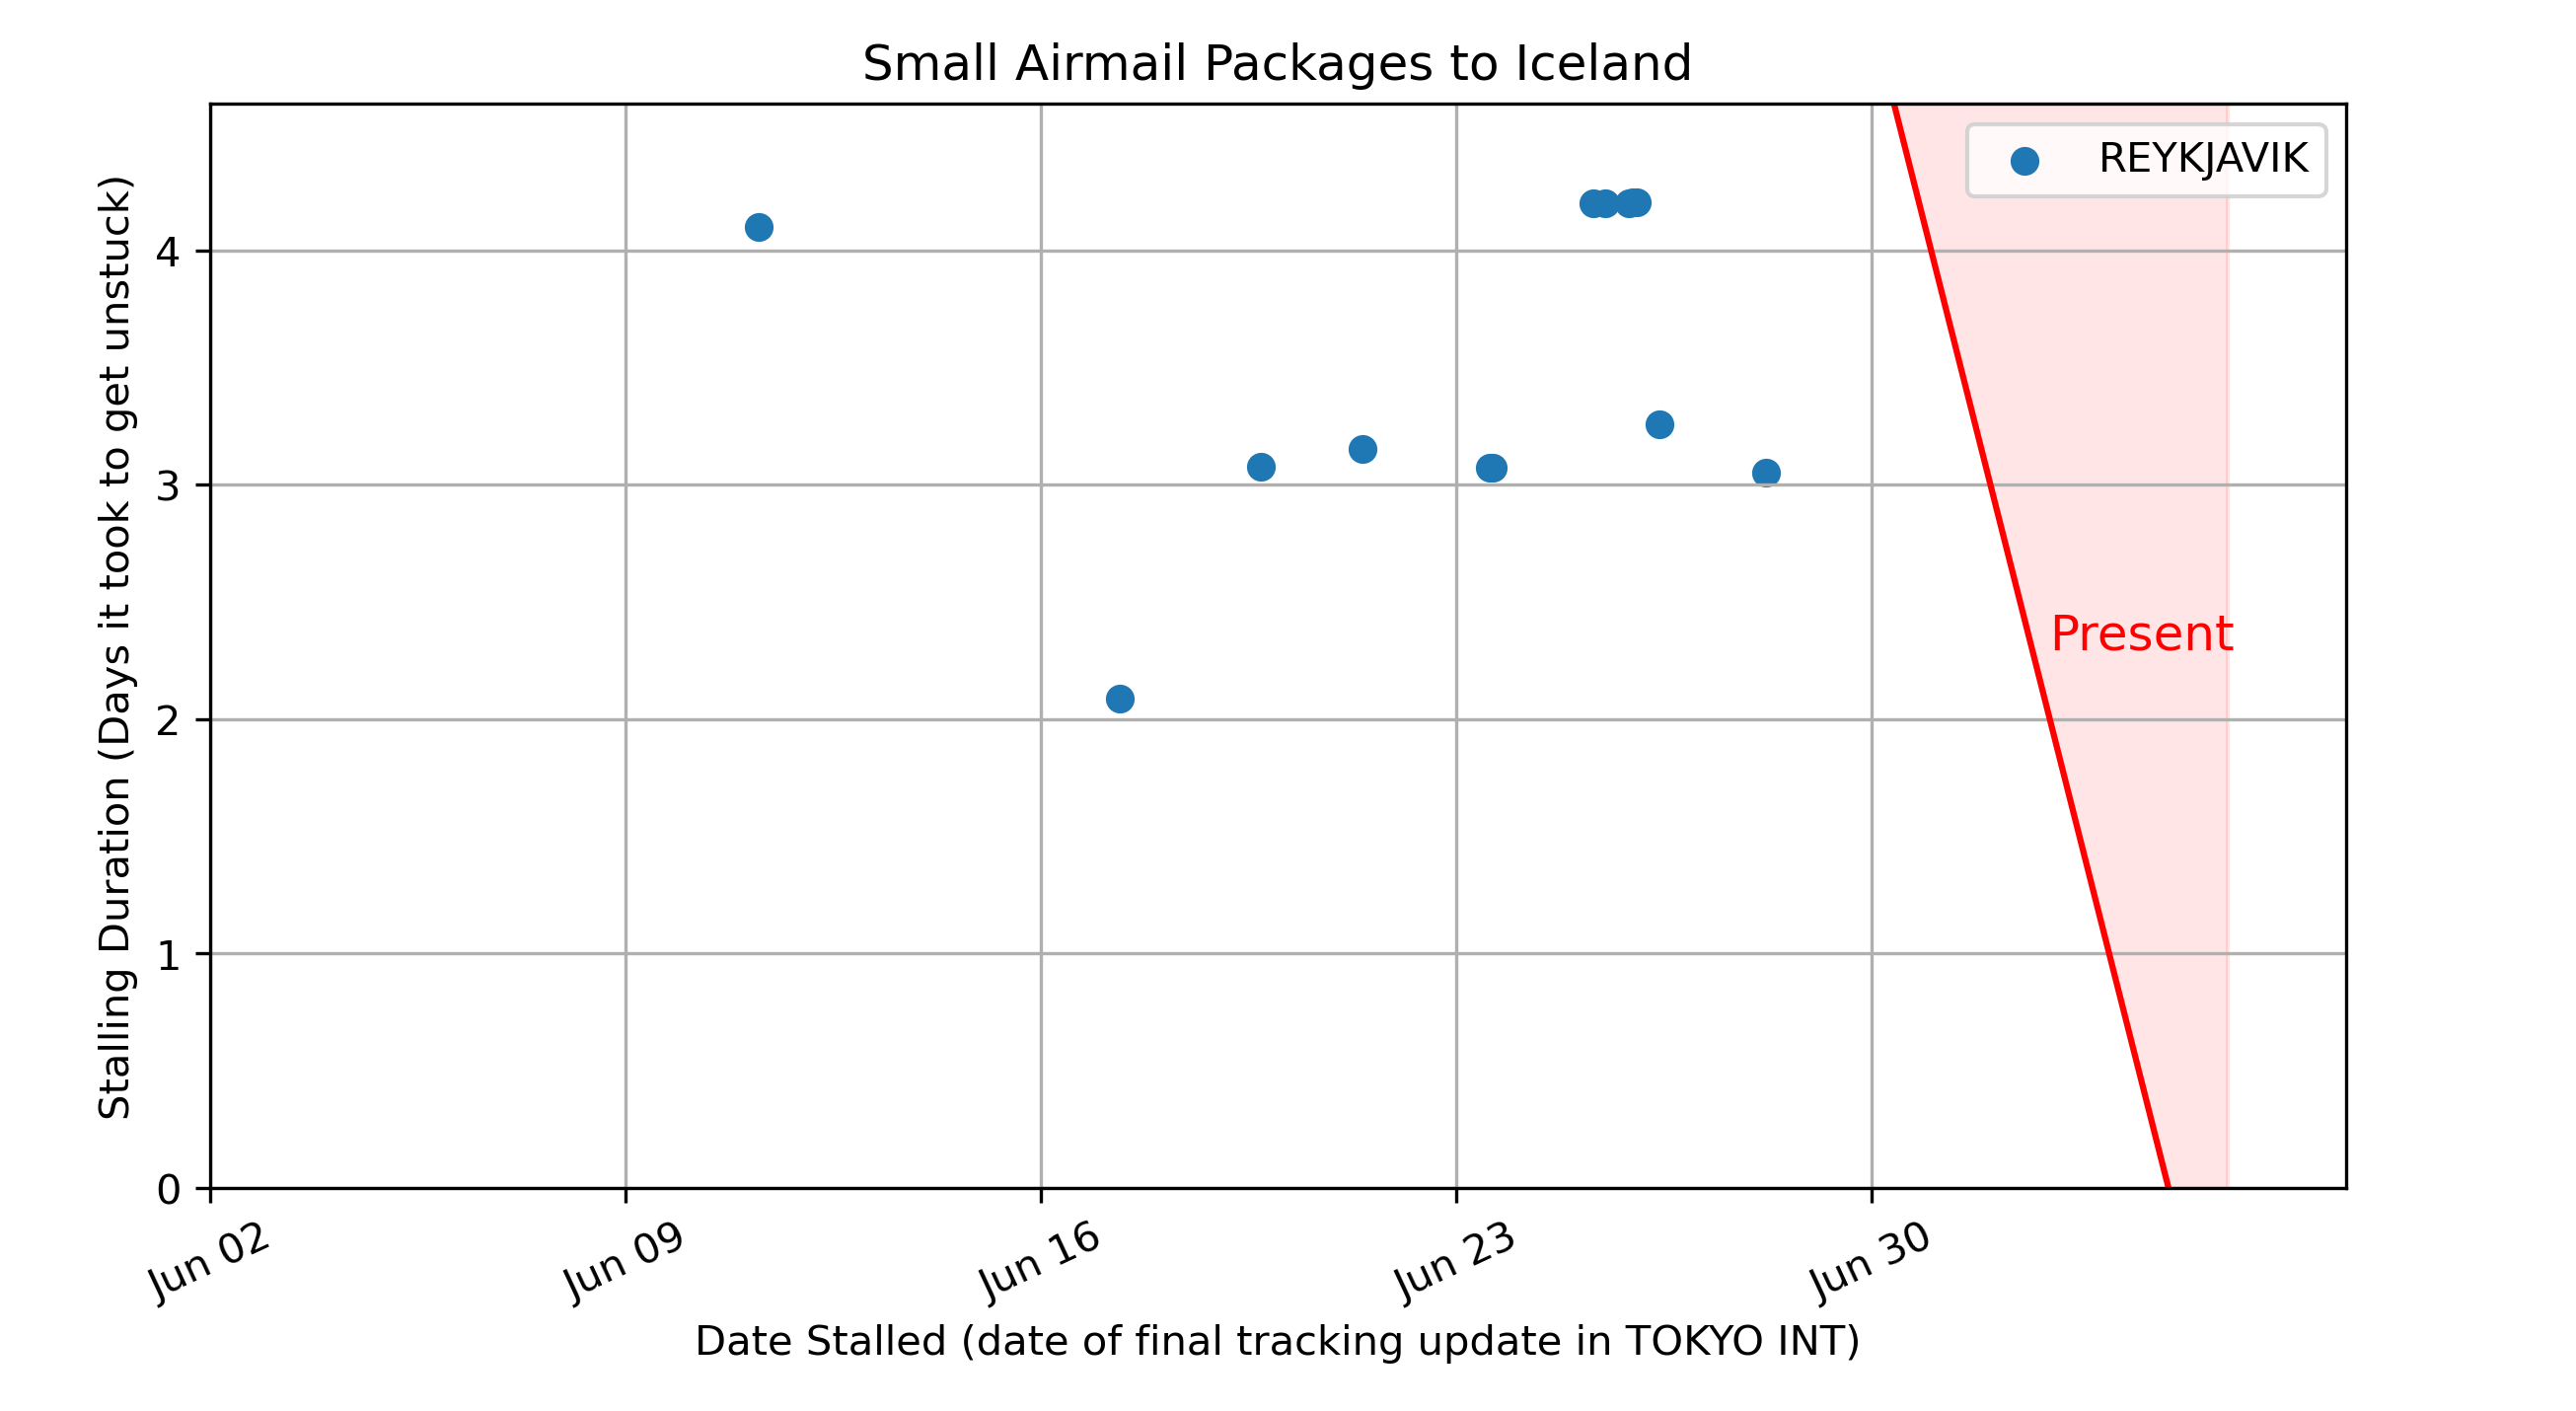 Small Airmail Packages to Iceland
REYKJAVIK
Present
Stalling Duration (Days it took to get unstuck)
4
3
2
1
0
Jun 02
Jun 09
Jun 16
Jun 23
Jun 30
Date Stalled (date of final tracking update in TOKYO INT)